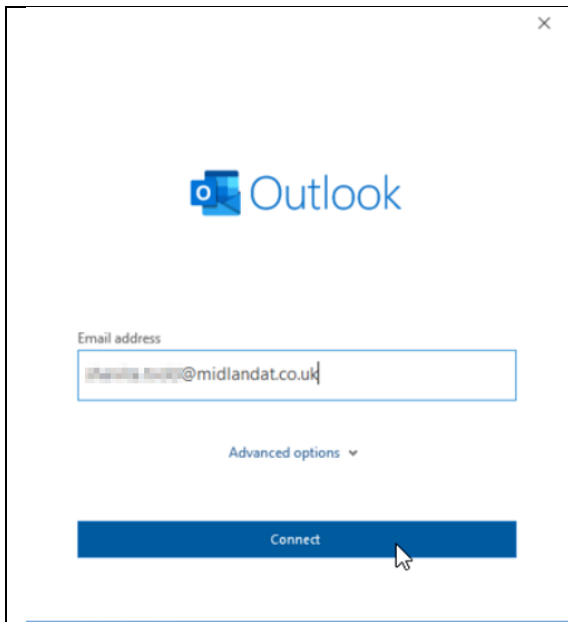 Outlook
Email address
@midlandat.co.uk
Advanced options
Connect